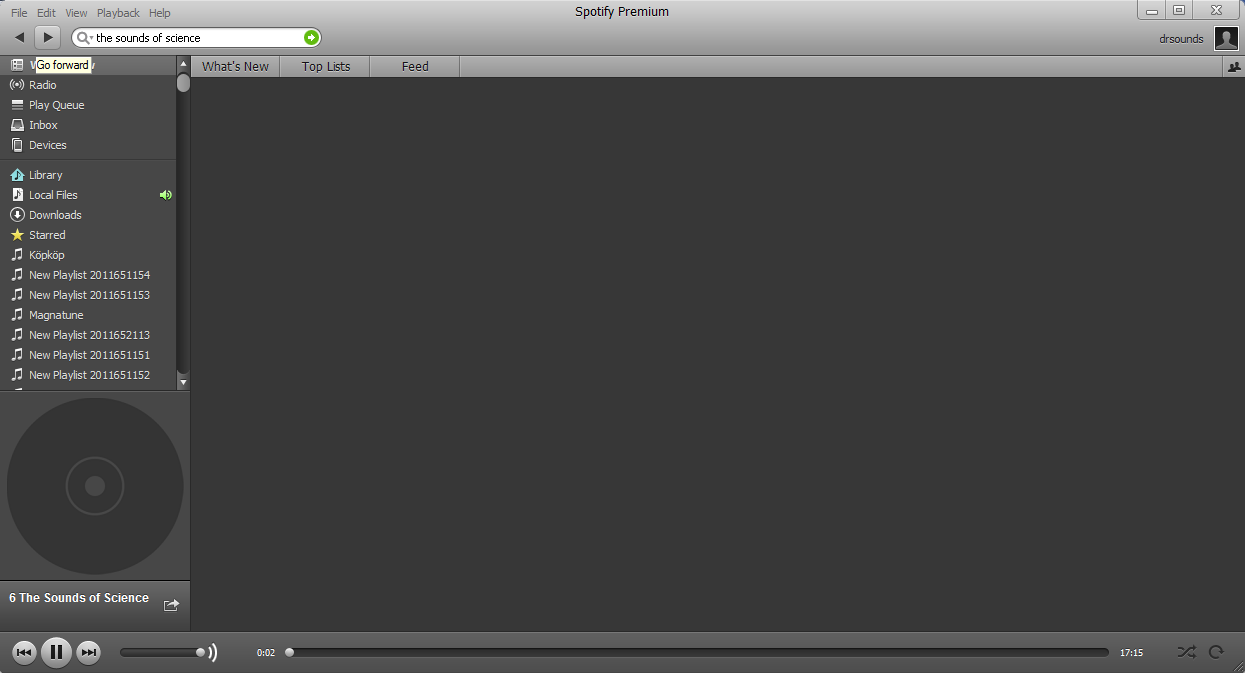 File Edit View Playback Help
Spotify Premium
the sounds of science
drsounds
Go forward
What's New
Top Lists
Feed
Radio
Play Queue
Inbox
Devices
Library
Local Files
Downloads
Starred
Köpköp
New Playlist 2011651154
New Playlist 2011651153
Magnatune
New Playlist 2011652113
New Playlist 2011651151
New Playlist 2011651152
6 The Sounds of Science
0:02
17:15